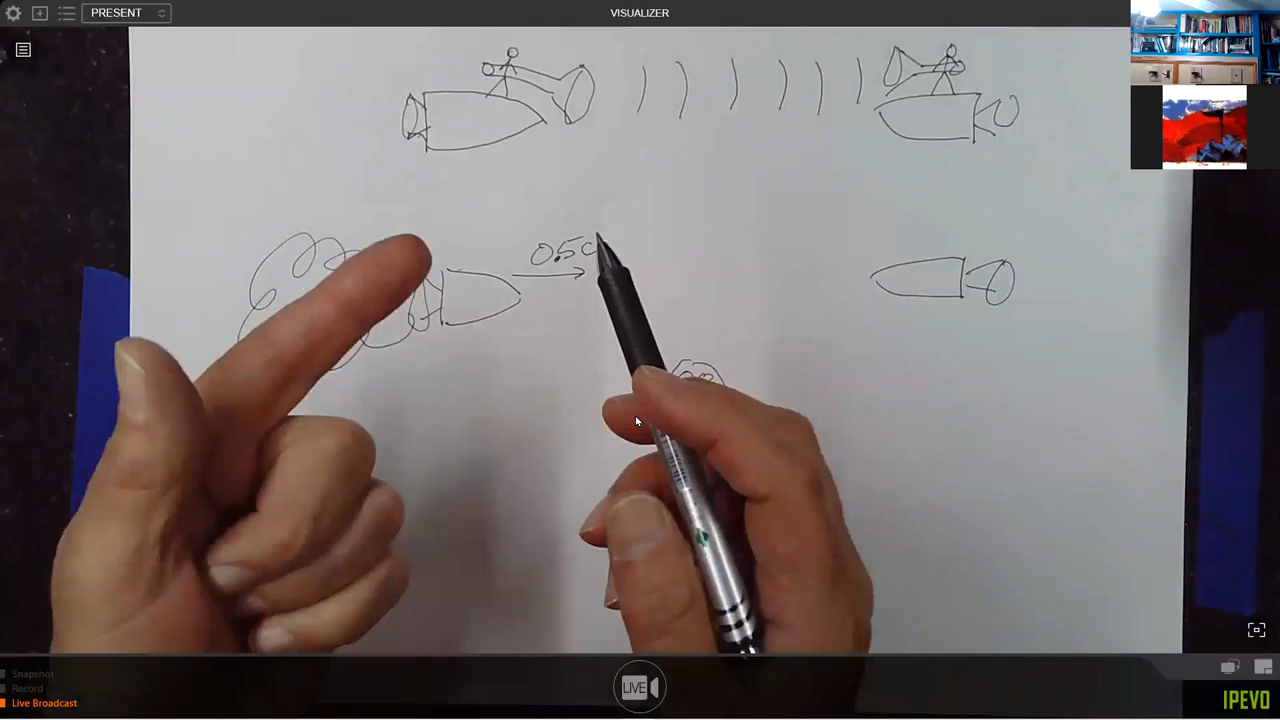 PRESENT
VISUALIZER
0.5c
Snapshot
Record
Live Broadcast
LIVE
IPEVO